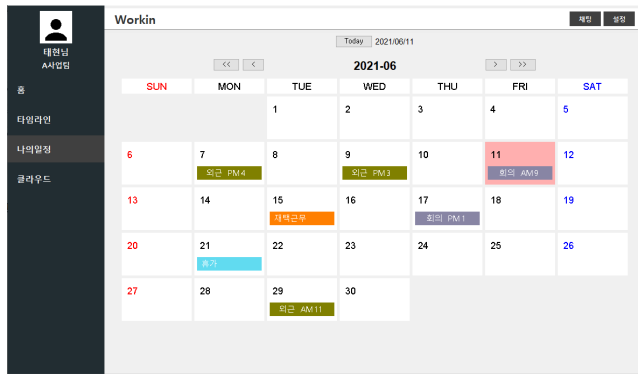 Workin
채팅 설정
태현님
A사업팀
홈
타임라인
나의일정
클라우드
Today 2021/06/11
<< < 2021-06 > >>
SUN MON TUE WED THU FRI SAT
1 2 3 4 5
6 7 8 9 10 11 12
외근 PM4 외근 PM3 회의 AM9
13 14 15 16 17 18 19
재택근무 회의 PM1
20 21 22 23 24 25 26
휴가
27 28 29 30
외근 AM11